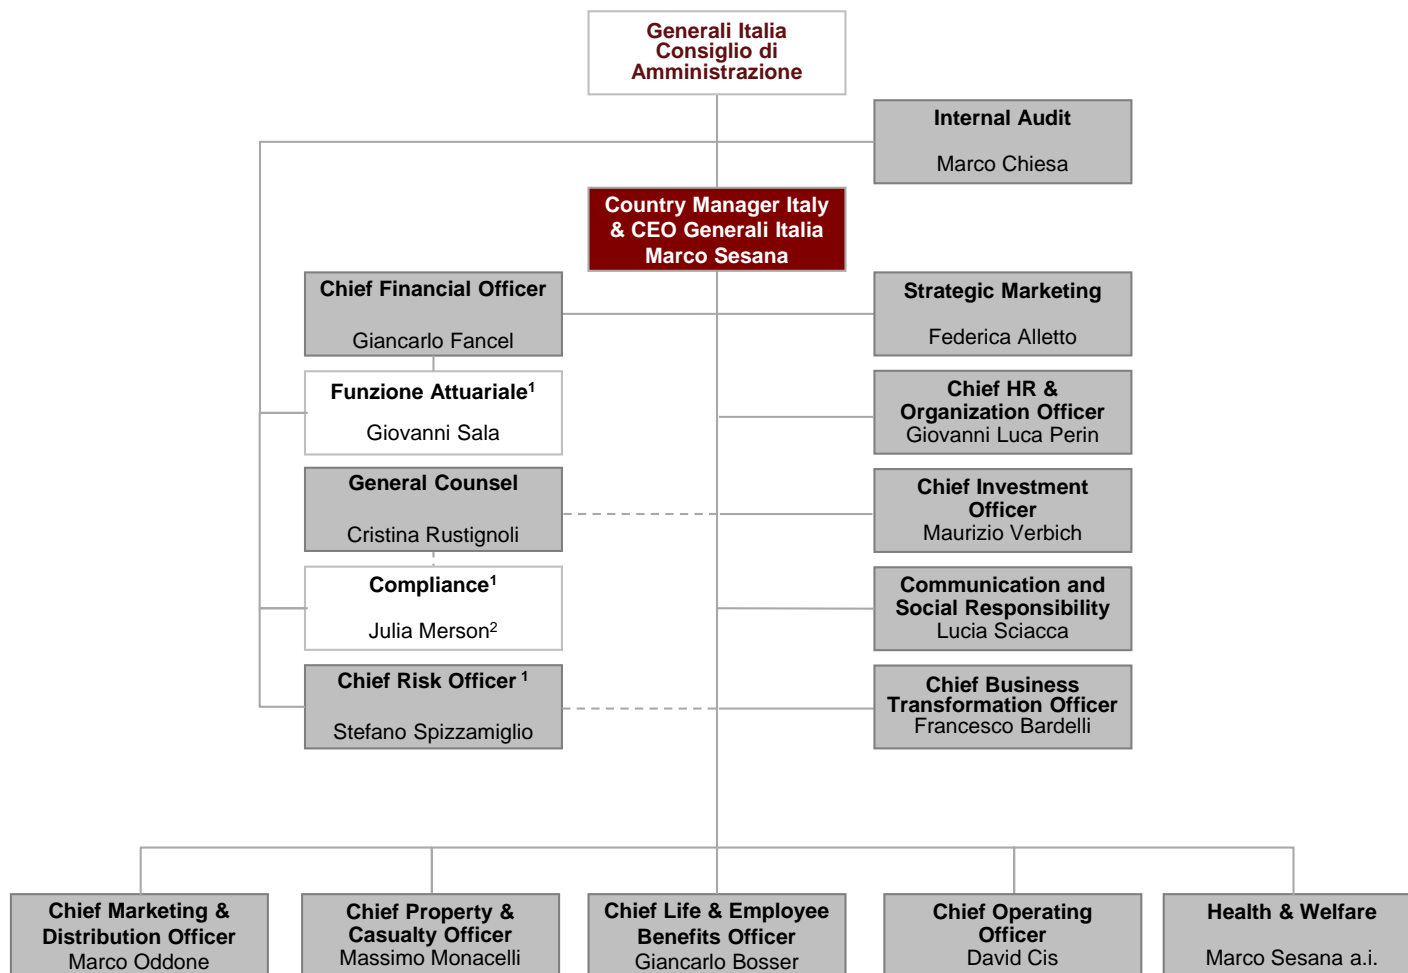 Generali Italia
Consiglio di
Amministrazione
Internal Audit
Marco Chiesa
Country Manager Italy
& CEO Generali Italia
Marco Sesana
Chief Financial Officer
Giancarlo Fancel
Strategic Marketing
Federica Alletto
Funzione Attuariale¹
Giovanni Sala
Chief HR &
Organization Officer
Giovanni Luca Perin
General Counsel
Cristina Rustignoli
Chief Investment
Officer
Maurizio Verbich
Compliance¹
Julia Merson²
Communication and
Social Responsibility
Lucia Sciacca
Chief Risk Officer ¹
Stefano Spizzamiglio
Chief Business
Transformation Officer
Francesco Bardelli
Chief Marketing &
Distribution Officer
Marco Oddone
Chief Property &
Casualty Officer
Massimo Monacelli
Chief Life & Employee
Benefits Officer
Giancarlo Bosser
Chief Operating
Officer
David Cis
Health & Welfare
Marco Sesana a.i.